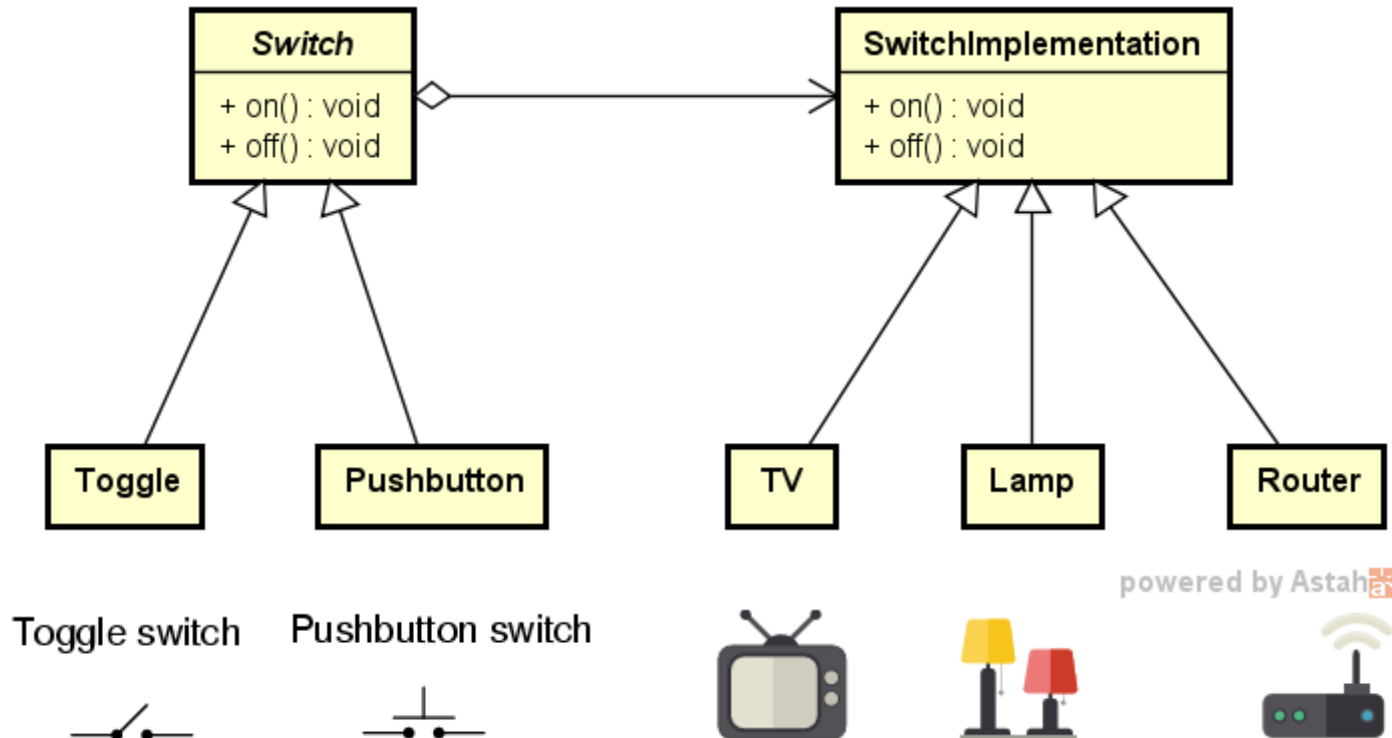 Switch
+ on() : void
+ off() : void
SwitchImplementation
+ on() : void
+ off() : void
Toggle
Pushbutton
TV
Lamp
Router
powered by Astah
Toggle switch
Pushbutton switch